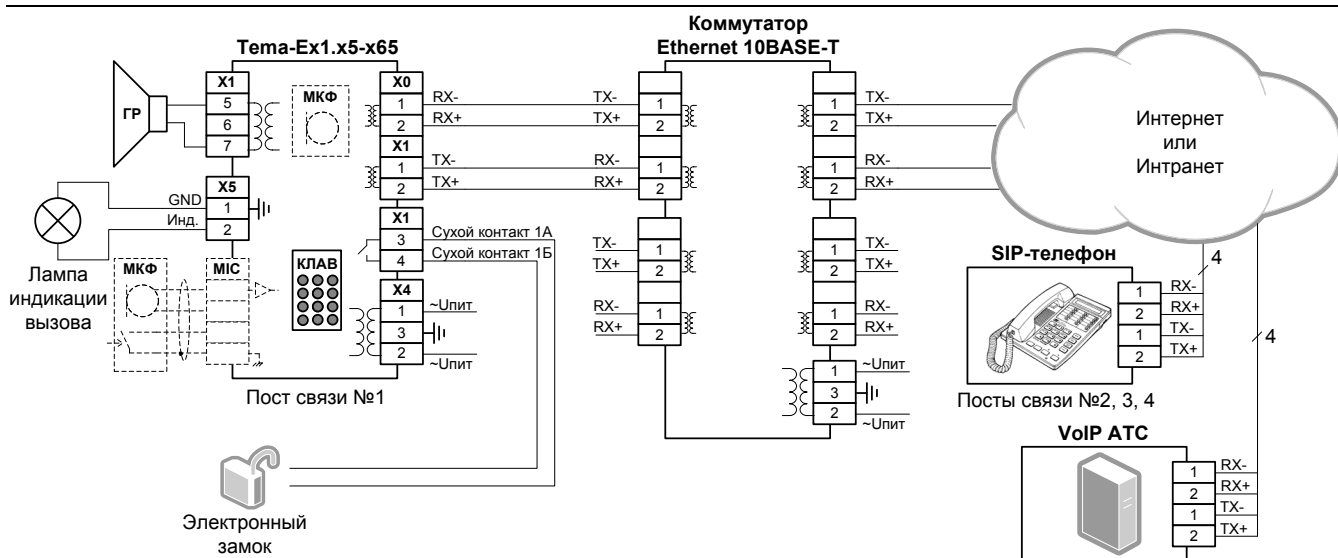 Коммутатор
Ethernet 10BASE-T
Tema-Ex1.x5-x65
ГР
X1
5
6
7
МКФ
X0
1
2
RX-
RX+
TX-
TX+
X1
1
2
TX-
TX+
RX-
RX+
1
2
1
2
1
2
TX-
TX+
1
2
RX-
RX+
Интернет
или
Интранет
X5
1
2
GND
Инд.
Лампа
индикации
вызова
X1
3
4
Сухой контакт 1А
Сухой контакт 1Б
МКФ
MIC
КЛАВ
X4
1
3
2
~Uпит
~Uпит
TX-
TX+
1
2
RX-
RX+
1
2
1
2
TX-
TX+
1
2
RX-
RX+
1
3
2
~Uпит
~Uпит
Пост связи №1
SIP-телефон
1
2
1
2
RX-
RX+
TX-
TX+
4
4
Посты связи №2, 3, 4
VoIP АТС
1
2
1
2
RX-
RX+
TX-
TX+
Электронный
замок